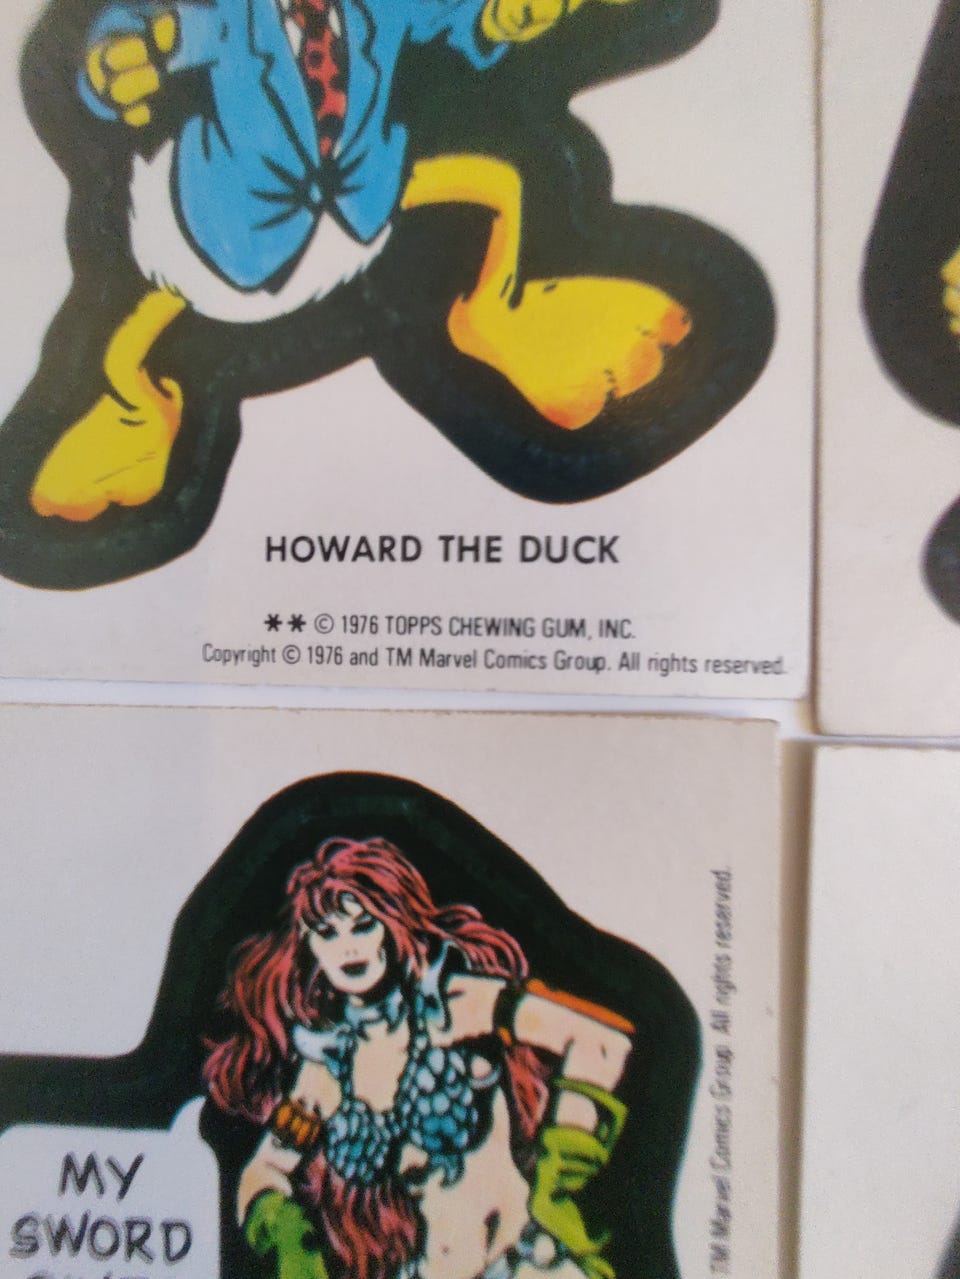 HOWARD THE DUCK
** © 1976 TOPPS CHEWING GUM, INC.
Copyright © 1976 and TM Marvel Comics Group. All rights reserved.
TM Marvel Comics Group. All rights reserved.
MY
SWORD